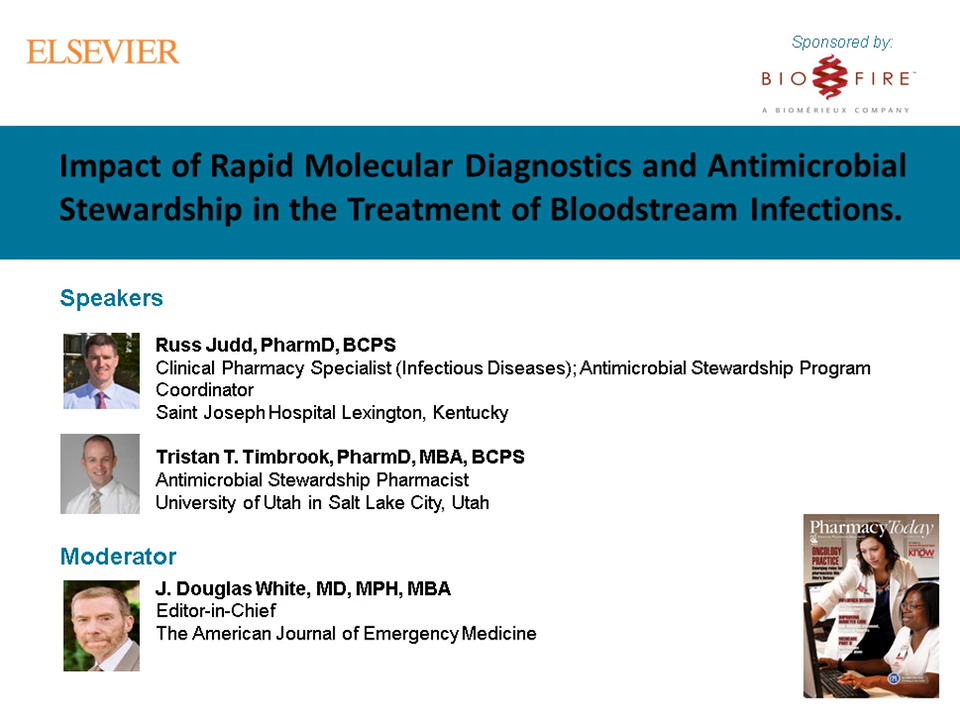 ELSEVIER
Sponsored by:
BIO FIRE™
A BIOMÉRIEUX COMPANY
Impact of Rapid Molecular Diagnostics and Antimicrobial
Stewardship in the Treatment of Bloodstream Infections.
Speakers
Russ Judd, PharmD, BCPS
Clinical Pharmacy Specialist (Infectious Diseases); Antimicrobial Stewardship Program
Coordinator
Saint Joseph Hospital Lexington, Kentucky
Tristan T. Timbrook, PharmD, MBA, BCPS
Antimicrobial Stewardship Pharmacist
University of Utah in Salt Lake City, Utah
Moderator
J. Douglas White, MD, MPH, MBA
Editor-in-Chief
The American Journal of Emergency Medicine
PharmacyToday
ONCOLOGY
PRACTICE
know